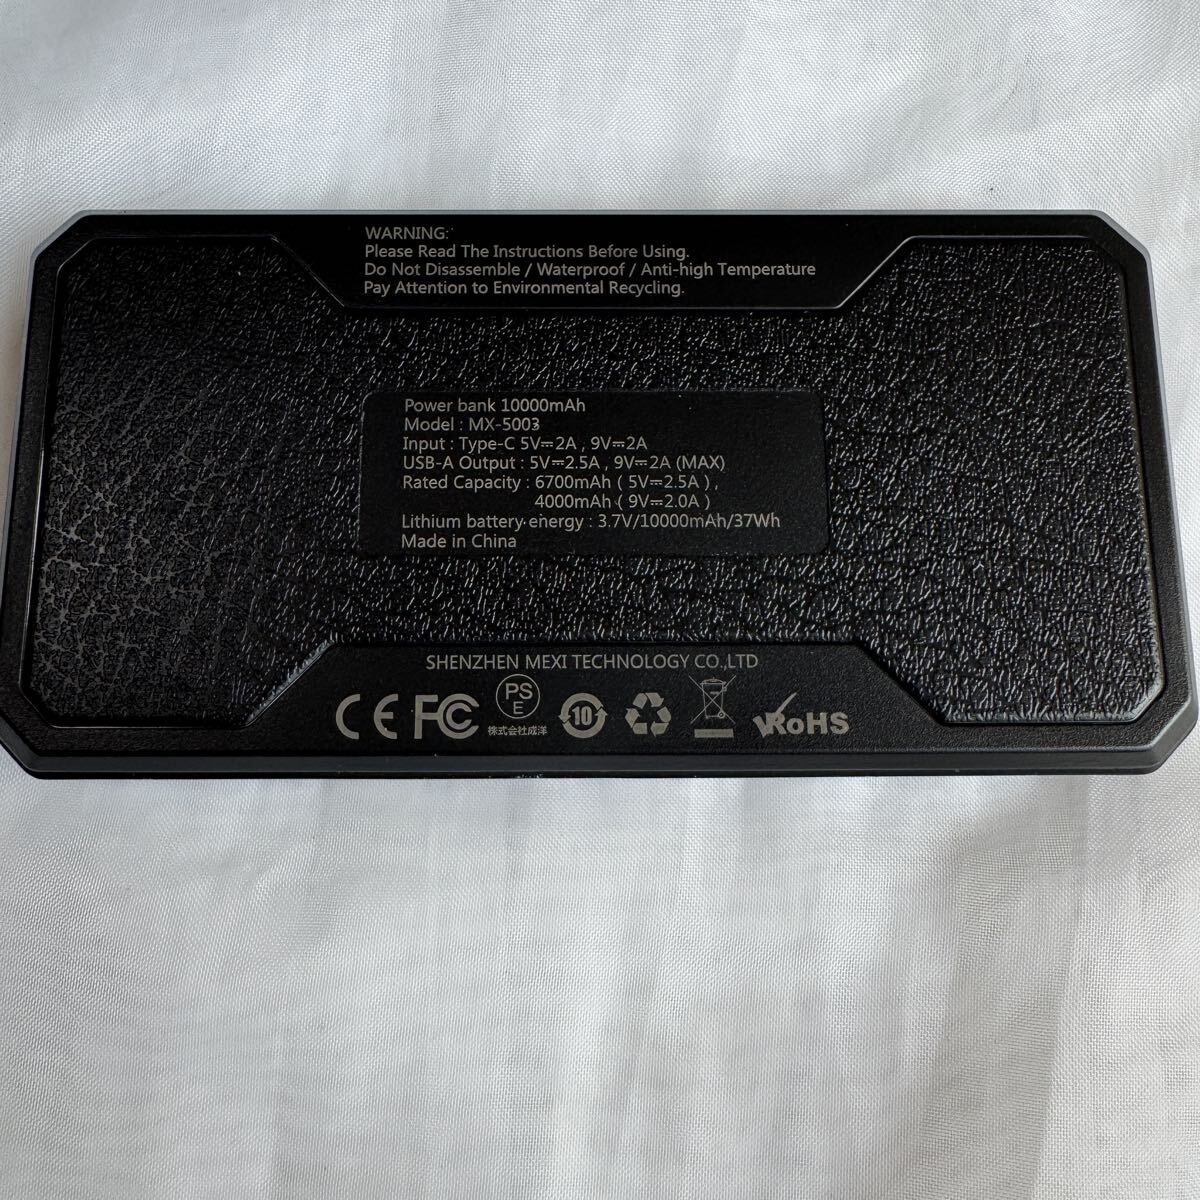 WARNING:
Please Read The Instructions Before Using.
Do Not Disassemble / Waterproof / Anti-high Temperature
Pay Attention to Environmental Recycling.
Power bank 10000mAh
Model : MX-5003
Input : Type-C 5V⎓2A , 9V⎓2A
USB-A Output : 5V⎓2.5A , 9V⎓2A (MAX)
Rated Capacity : 6700mAh ( 5V⎓2.5A ) ,
4000mAh ( 9V⎓2.0A )
Lithium battery energy : 3.7V/10000mAh/37Wh
Made in China
SHENZHEN MEXI TECHNOLOGY CO.,LTD
CE FC PS E 10 RoHS
株式会社成洋